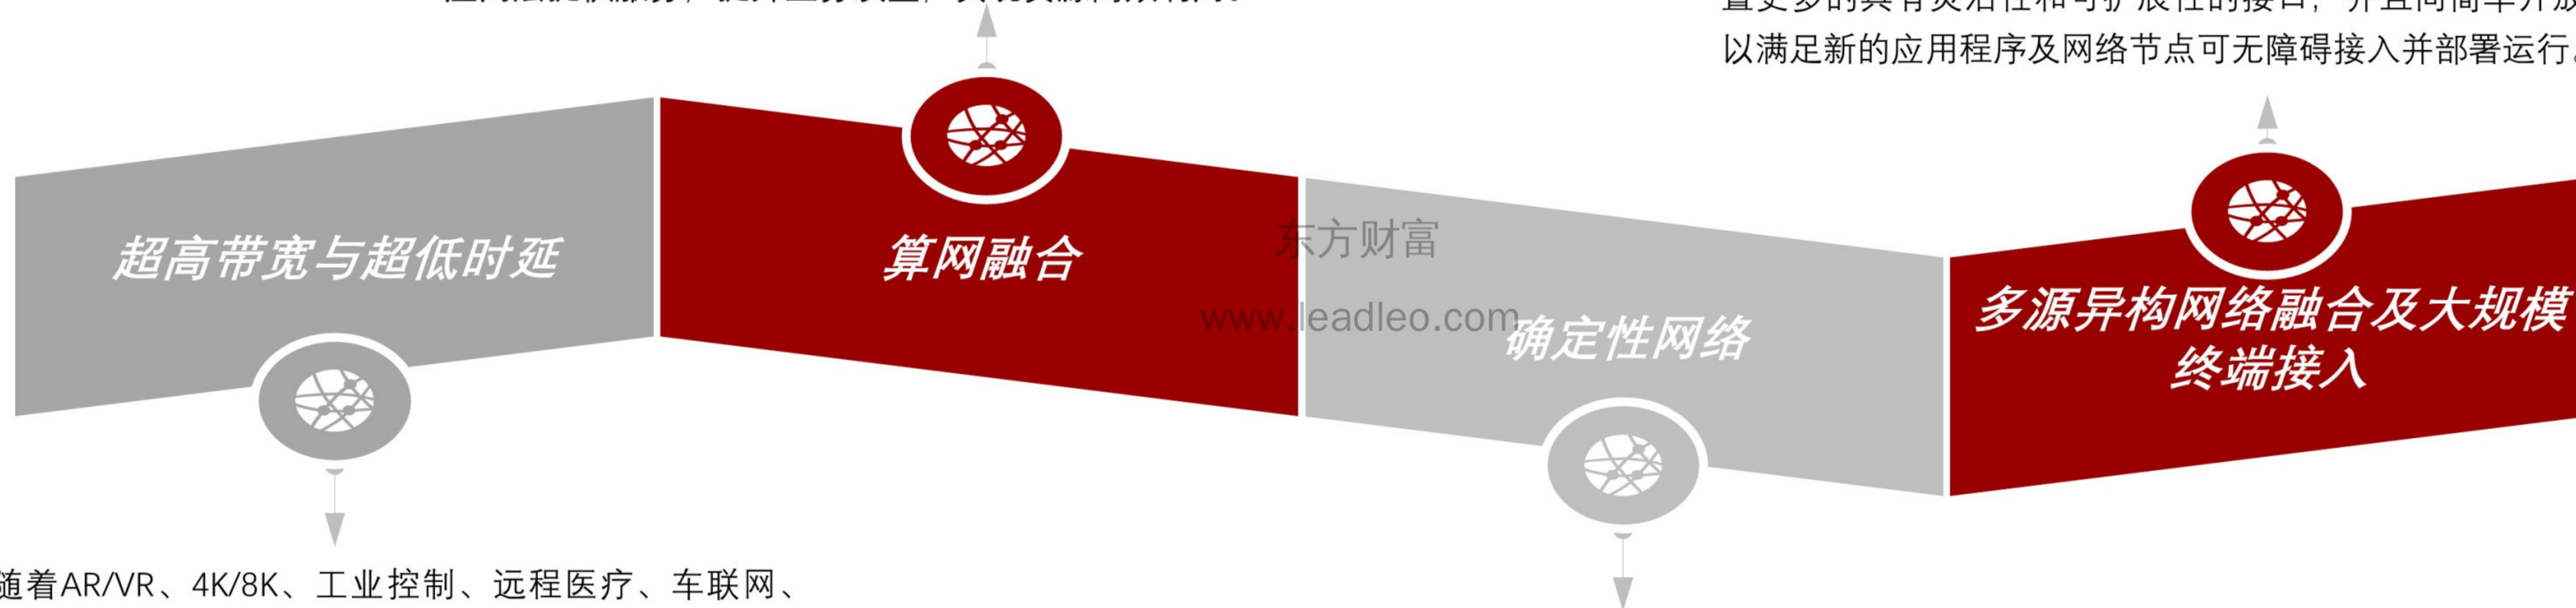 以满足新的应用程序及网络节点可无障碍接入并部署运行
超高带宽与超低时延
算网融合
东方财富
www.leadleo.com
确定性网络
多源异构网络融合及大规模
终端接入
随着AR/VR、4K/8K、工业控制、远程医疗、车联网、